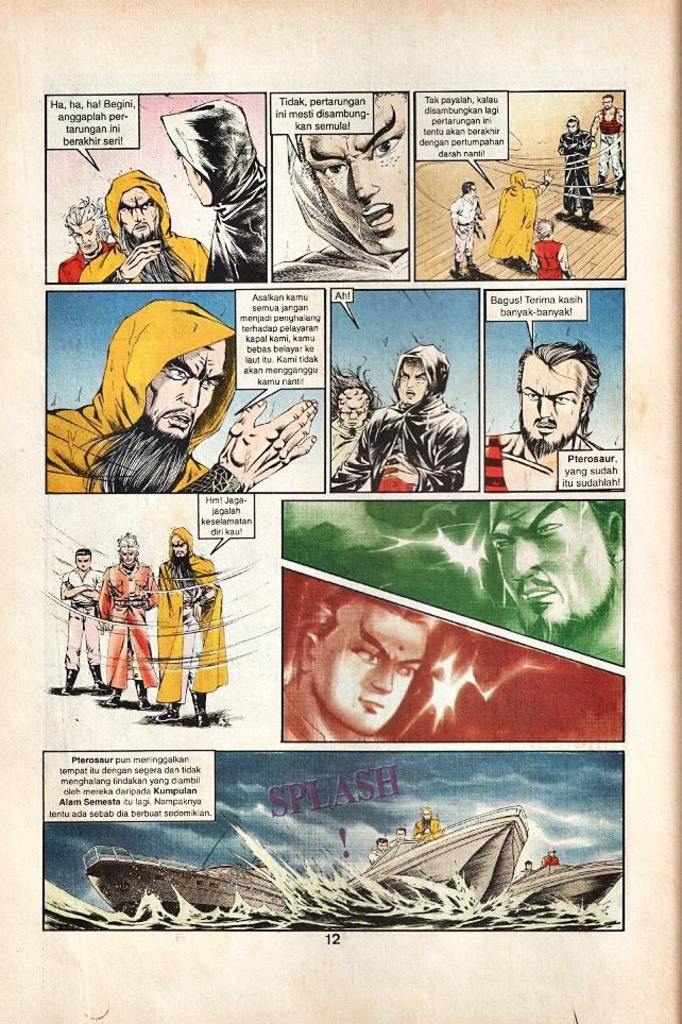 Ha, ha, ha! Begini,
anggaplah per-
tarungan ini
berakhir seri!
Tidak, pertarungan
ini mesti disambung-
kan semula!
Tak payalah, kalau
disambungkan lagi
pertarungan ini
tentu akan berakhir
dengan pertumpahan
darah nanti!
Asalkan kamu
semua jangan
menjadi penghalang
terhadap pelayaran
kapal kami, kamu
bebas belayar ke
laut itu. Kami tidak
akan mengganggu
kamu nanti!
Ah!
Bagus! Terima kasih
banyak-banyak!
Pterosaur,
yang sudah
itu sudahlah!
Hm! Jaga-
jagalah
keselamatan
diri kau!
Pterosaur pun meninggalkan
tempat itu dengan segera dan tidak
menghalang tindakan yang diambil
oleh mereka daripada Kumpulan
Alam Semesta itu lagi. Nampaknya
tentu ada sebab dia berbuat sedemikian.
SPLASH
!
12